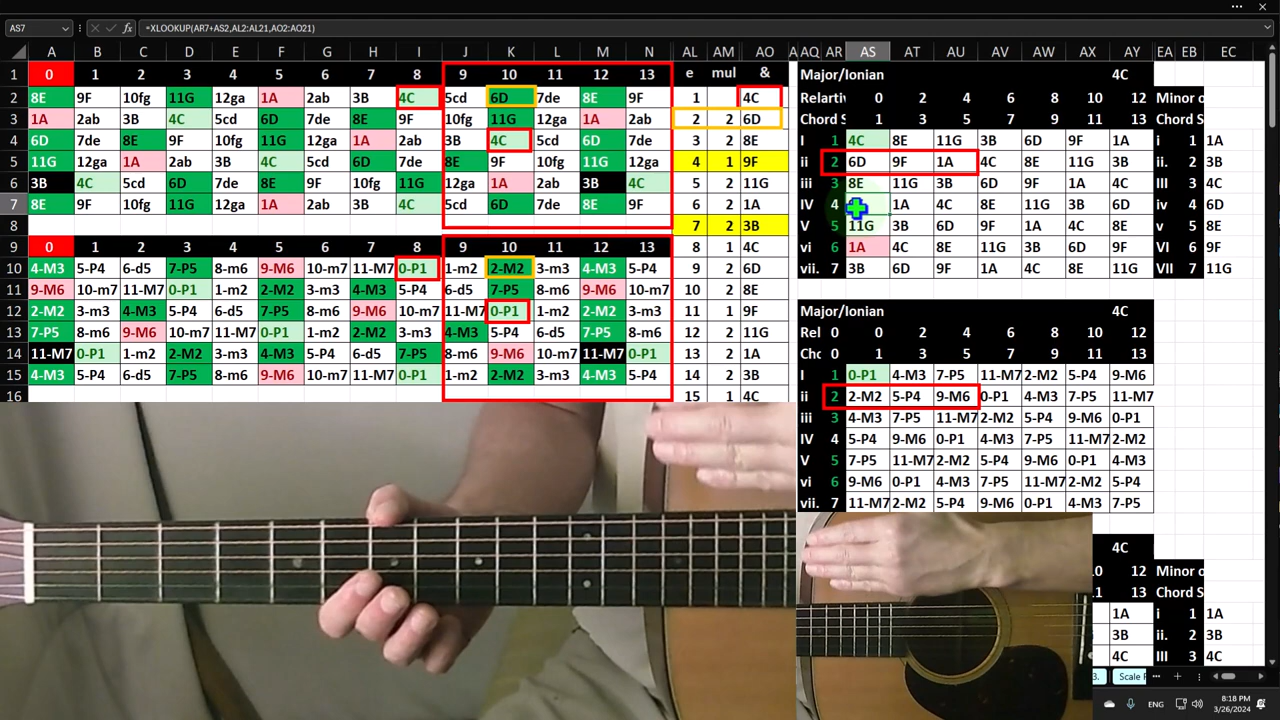 AS7 =XLOOKUP(AR7+AS2,AL2:AL21,AO2:AO21)
A B C D E F G H I J K L M N AL AM AO A AQ AR AS AT AU AV AW AX AY EA EB EC
1 0 1 2 3 4 5 6 7 8 9 10 11 12 13 e mul & Major/Ionian 4C
2 8E 9F 10fg 11G 12ga 1A 2ab 3B 4C 5cd 6D 7de 8E 9F 1 4C Relartiv 0 2 4 6 8 10 12 Minor o
3 1A 2ab 3B 4C 5cd 6D 7de 8E 9F 10fg 11G 12ga 1A 2ab 2 2 6D Chord S 1 3 5 7 9 11 13 Chord S
4 6D 7de 8E 9F 10fg 11G 12ga 1A 2ab 3B 4C 5cd 6D 7de 3 2 8E I 1 4C 8E 11G 3B 6D 9F 1A i 1 1A
5 11G 12ga 1A 2ab 3B 4C 5cd 6D 7de 8E 9F 10fg 11G 12ga 4 1 9F ii 2 6D 9F 1A 4C 8E 11G 3B ii. 2 3B
6 3B 4C 5cd 6D 7de 8E 9F 10fg 11G 12ga 1A 2ab 3B 4C 5 2 11G iii 3 8E 11G 3B 6D 9F 1A 4C III 3 4C
7 8E 9F 10fg 11G 12ga 1A 2ab 3B 4C 5cd 6D 7de 8E 9F 6 2 1A IV 4 1A 4C 8E 11G 3B 6D iv 4 6D
8 7 2 3B V 5 11G 3B 6D 9F 1A 4C 8E v 5 8E
9 0 1 2 3 4 5 6 7 8 9 10 11 12 13 8 1 4C vi 6 1A 4C 8E 11G 3B 6D 9F VI 6 9F
10 4-M3 5-P4 6-d5 7-P5 8-m6 9-M6 10-m7 11-M7 0-P1 1-m2 2-M2 3-m3 4-M3 5-P4 9 2 6D vii. 7 3B 6D 9F 1A 4C 8E 11G VII 7 11G
11 9-M6 10-m7 11-M7 0-P1 1-m2 2-M2 3-m3 4-M3 5-P4 6-d5 7-P5 8-m6 9-M6 10-m7 10 2 8E
12 2-M2 3-m3 4-M3 5-P4 6-d5 7-P5 8-m6 9-M6 10-m7 11-M7 0-P1 1-m2 2-M2 3-m3 11 1 9F Major/Ionian 4C
13 7-P5 8-m6 9-M6 10-m7 11-M7 0-P1 1-m2 2-M2 3-m3 4-M3 5-P4 6-d5 7-P5 8-m6 12 2 11G Rel 0 0 2 4 6 8 10 12
14 11-M7 0-P1 1-m2 2-M2 3-m3 4-M3 5-P4 6-d5 7-P5 8-m6 9-M6 10-m7 11-M7 0-P1 13 2 1A Chc 0 1 3 5 7 9 11 13
15 4-M3 5-P4 6-d5 7-P5 8-m6 9-M6 10-m7 11-M7 0-P1 1-m2 2-M2 3-m3 4-M3 5-P4 14 2 3B I 1 0-P1 4-M3 7-P5 11-M7 2-M2 5-P4 9-M6
16 15 1 4C ii 2 2-M2 5-P4 9-M6 0-P1 4-M3 7-P5 11-M7
iii 3 4-M3 7-P5 11-M7 2-M2 5-P4 9-M6 0-P1
IV 4 5-P4 9-M6 0-P1 4-M3 7-P5 11-M7 2-M2
V 5 7-P5 11-M7 2-M2 5-P4 9-M6 0-P1 4-M3
vi 6 9-M6 0-P1 4-M3 7-P5 11-M7 2-M2 5-P4
vii. 7 11-M7 2-M2 5-P4 9-M6 0-P1 4-M3 7-P5
4C
10 12 Minor o
11 13 Chord S
4C 9F 1A i 1 1A
ii. 2 3B
1A 4C III 3 4C
3. Scale F
ENG 8:18 PM
3/26/2024